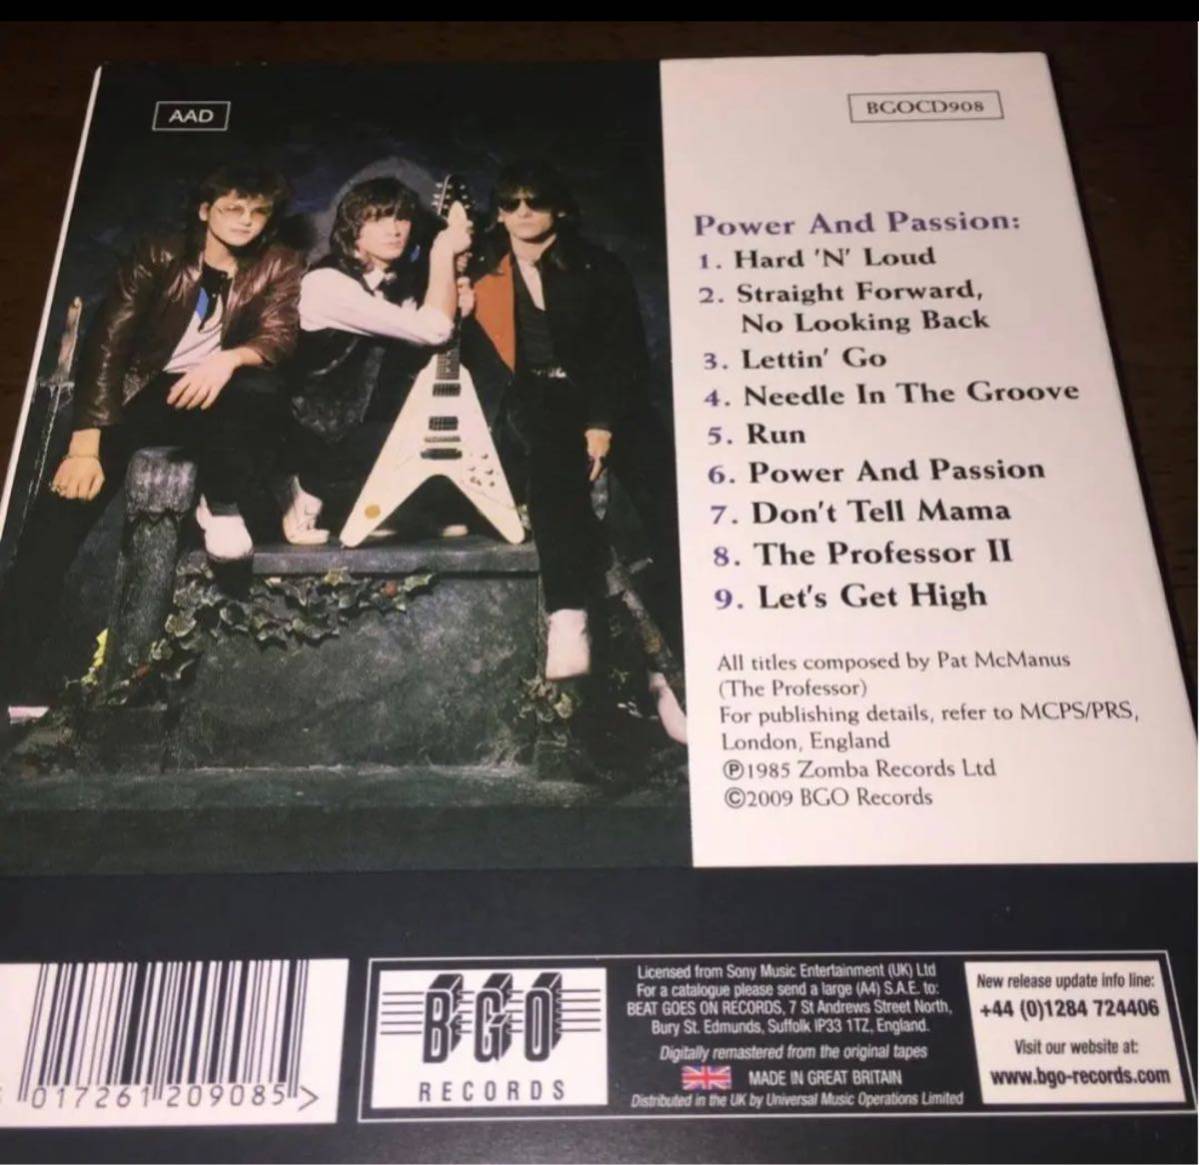 AAD
BGOCD908
Power And Passion:
1. Hard 'N' Loud
2. Straight Forward,
No Looking Back
3. Lettin' Go
4. Needle In The Groove
5. Run
6. Power And Passion
7. Don't Tell Mama
8. The Professor II
9. Let's Get High
All titles composed by Pat McManus
(The Professor)
For publishing details, refer to MCPS/PRS,
London, England
℗1985 Zomba Records Ltd
©2009 BGO Records
017261 209085 >
BGO
RECORDS
Licensed from Sony Music Entertainment (UK) Ltd
For a catalogue please send a large (A4) S.A.E. to:
BEAT GOES ON RECORDS, 7 St Andrews Street North,
Bury St. Edmunds, Suffolk IP33 1TZ, England.
Digitally remastered from the original tapes
MADE IN GREAT BRITAIN
Distributed in the UK by Universal Music Operations Limited
New release update info line:
+44 (0)1284 724406
Visit our website at:
www.bgo-records.com